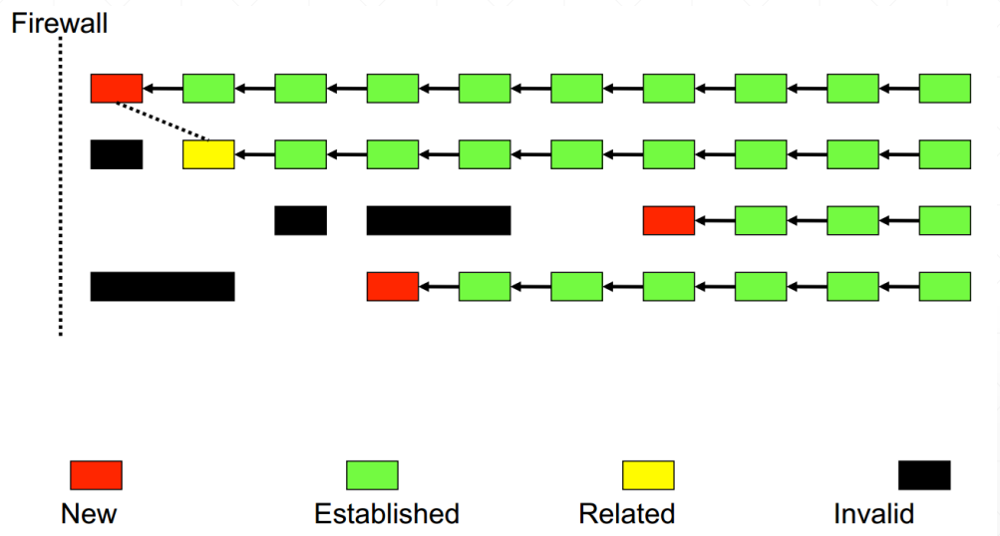 Firewall
New
Established
Related
Invalid